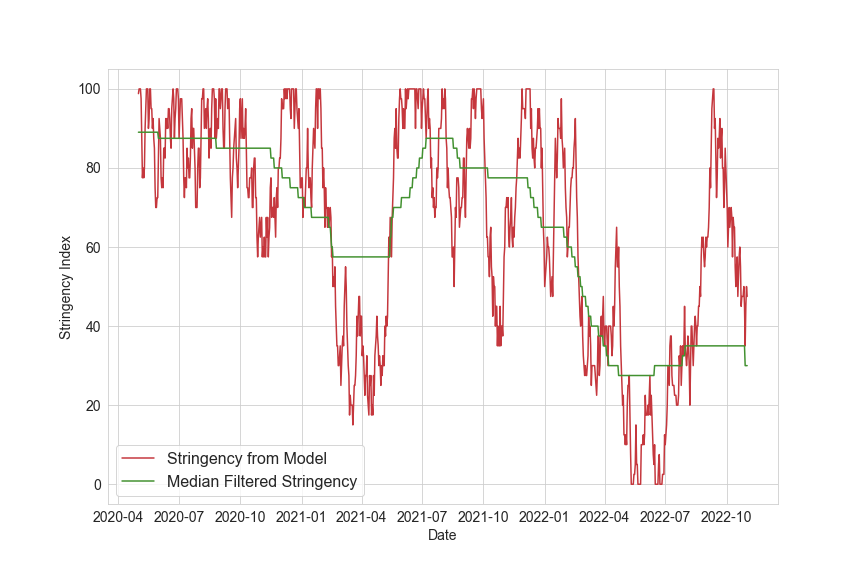 100
80
60
40
20
0
Stringency Index
Stringency from Model
Median Filtered Stringency
2020-04 2020-07 2020-10 2021-01 2021-04 2021-07 2021-10 2022-01 2022-04 2022-07 2022-10
Date